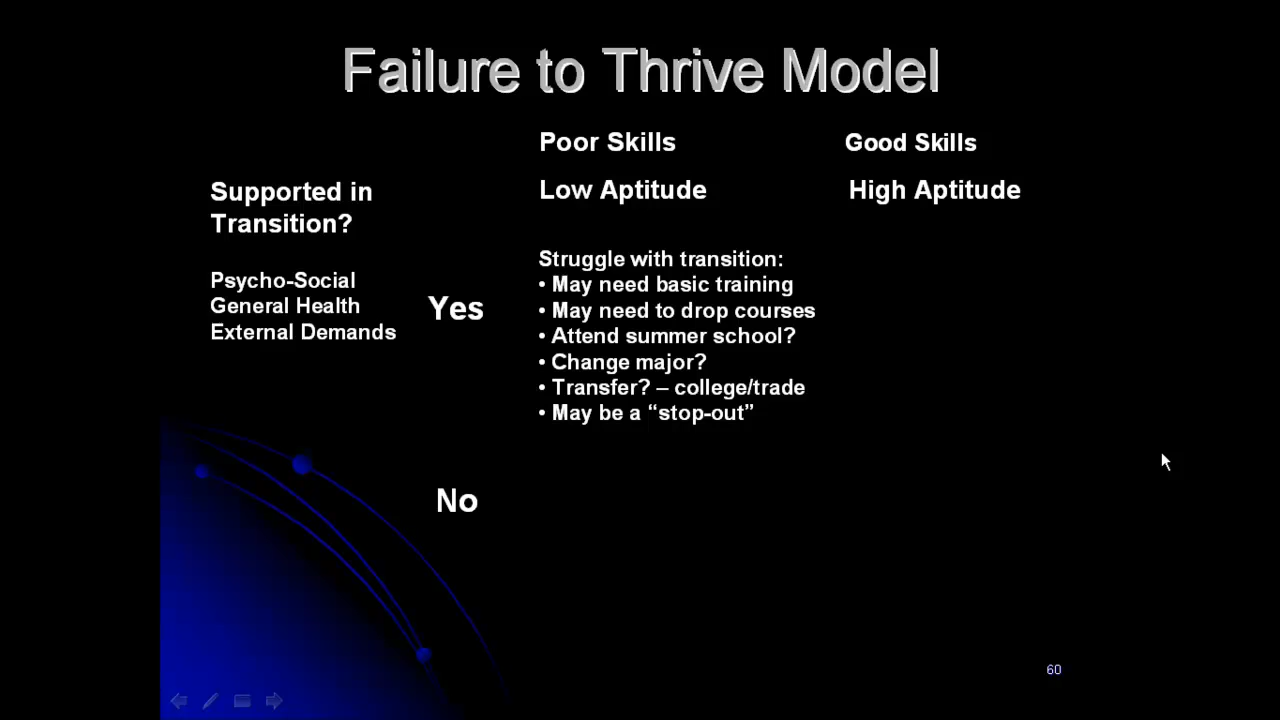 Failure to Thrive Model
Poor Skills
Good Skills
Low Aptitude
High Aptitude
Supported in
Transition?
Psycho-Social
General Health
External Demands
Yes
Struggle with transition:
• May need basic training
• May need to drop courses
• Attend summer school?
• Change major?
• Transfer? – college/trade
• May be a “stop-out”
No
60